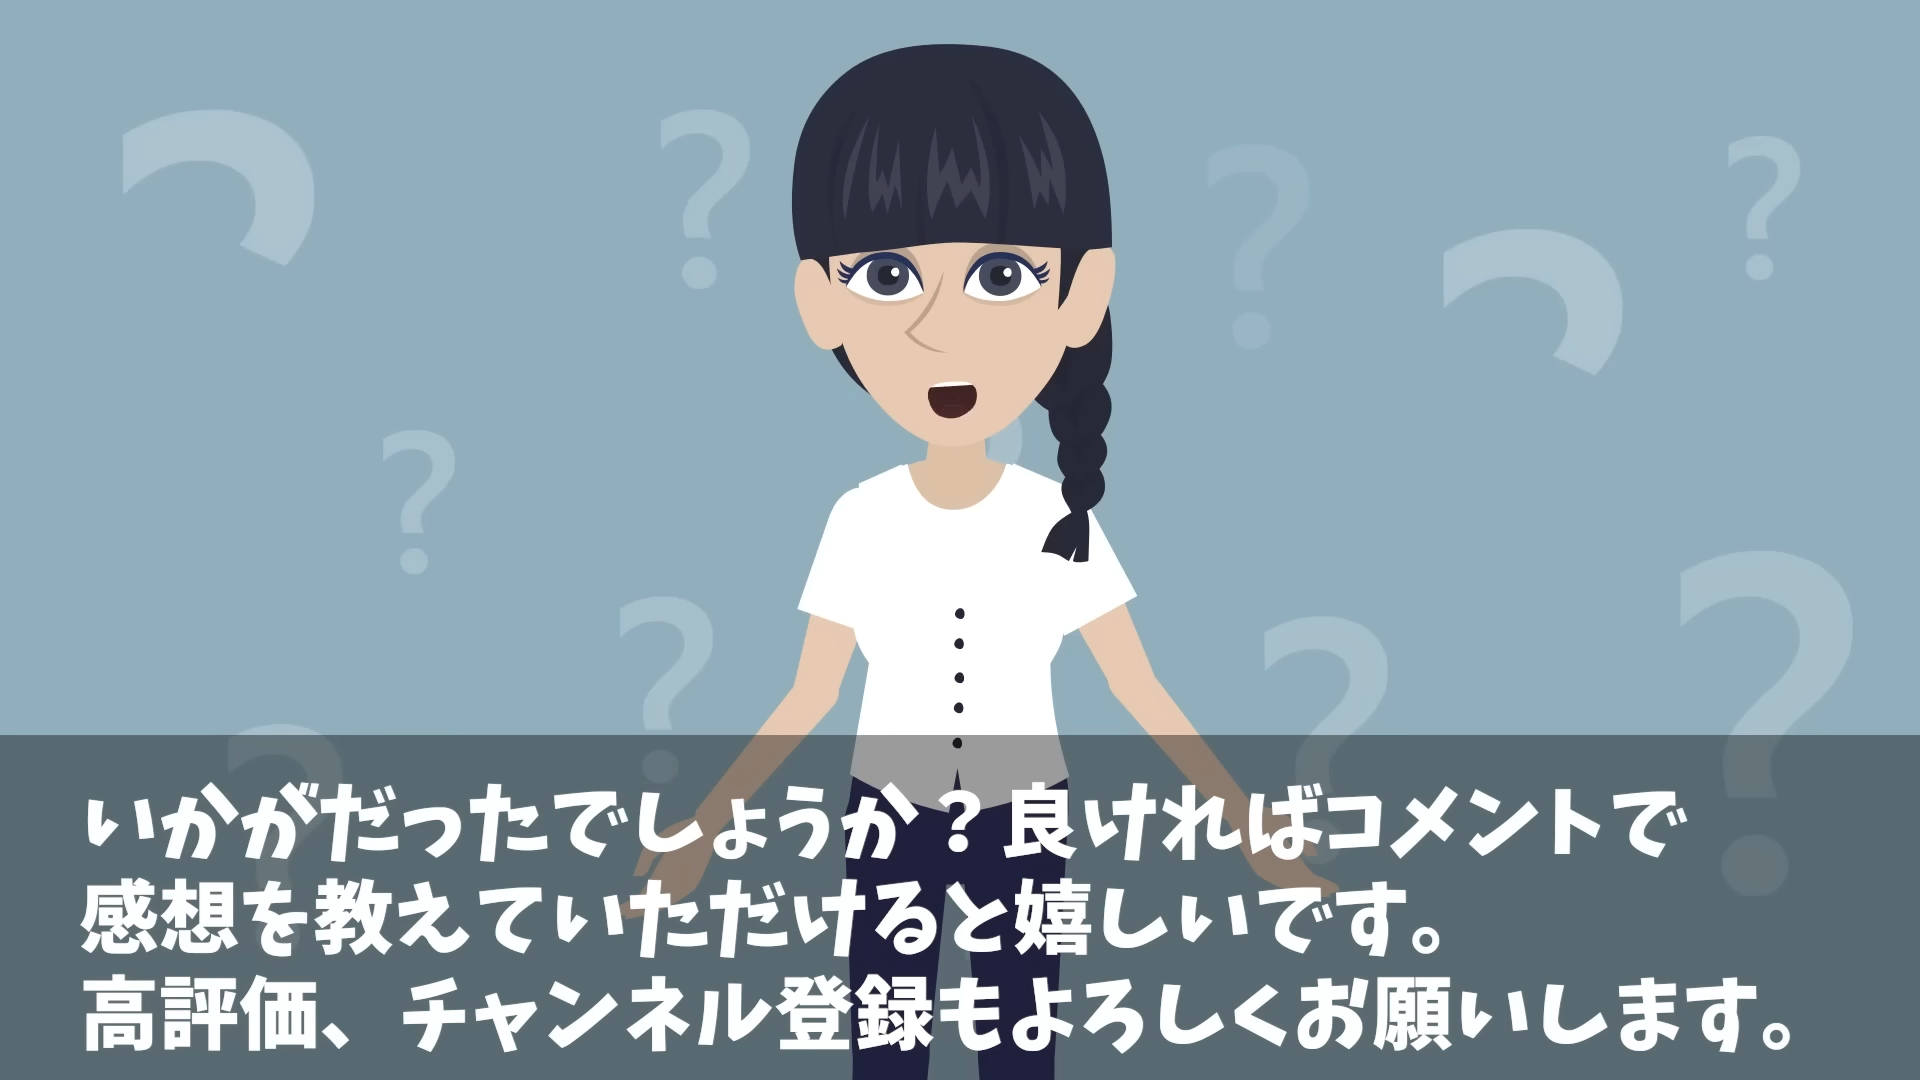 いかがだったでしょうか？良ければコメントで
感想を教えていただけると嬉しいです。
高評価、チャンネル登録もよろしくお願いします。